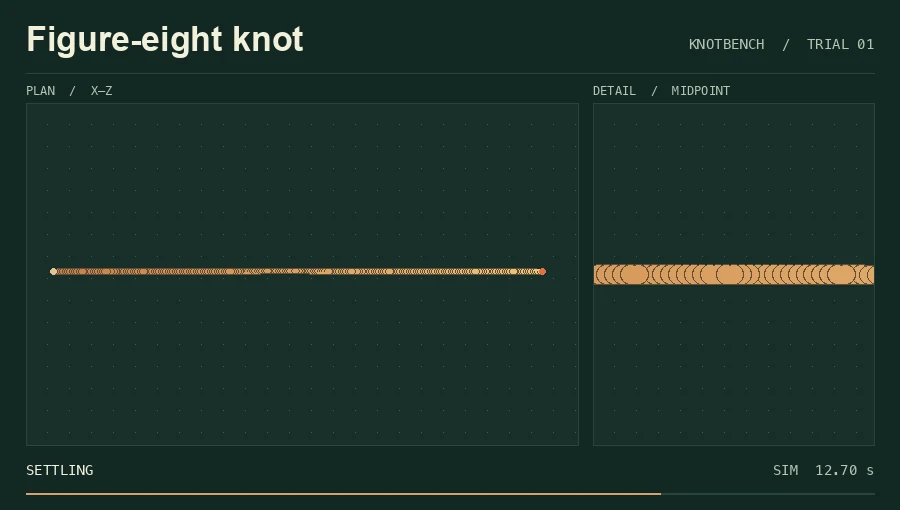 Figure-eight knot
KNOTBENCH / TRIAL 01
PLAN / X–Z
DETAIL / MIDPOINT
SETTLING
SIM 12.70 s